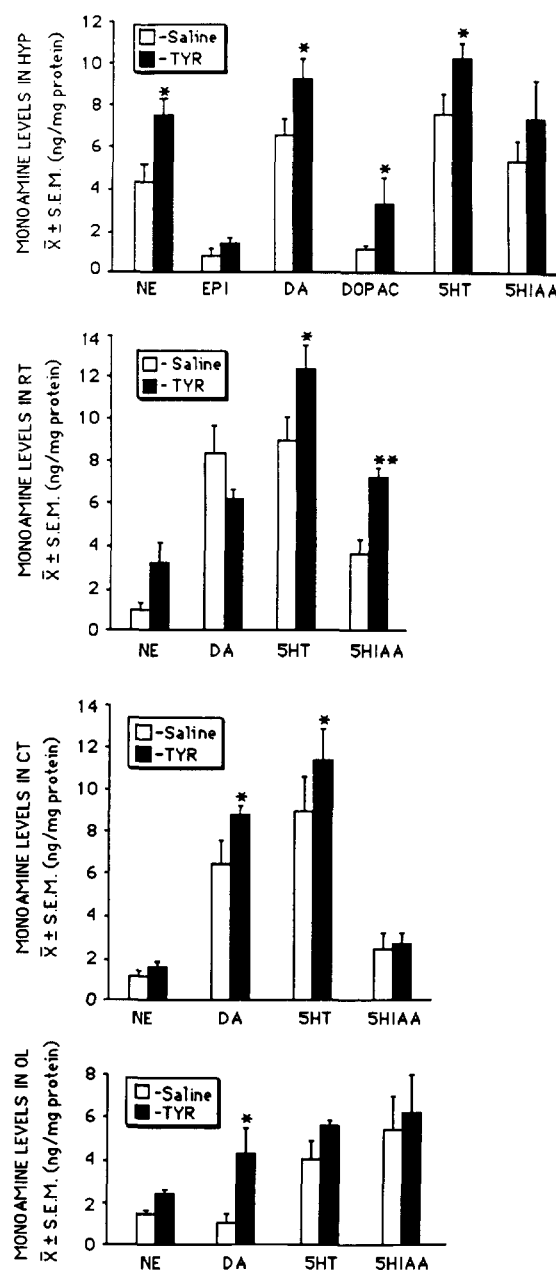 MONOAMINE LEVELS IN HYP
X̄ ± S.E.M. (ng/mg protein)
12
10
8
6
4
2
0
-Saline
-TYR
*
*
*
*
NE EPI DA DOPAC 5HT 5HIAA
MONOAMINE LEVELS IN RT
X̄ ± S.E.M. (ng/mg protein)
14
12
10
8
6
4
2
0
-Saline
-TYR
*
**
NE DA 5HT 5HIAA
MONOAMINE LEVELS IN CT
X̄ ± S.E.M. (ng/mg protein)
14
12
10
8
6
4
2
0
-Saline
-TYR
*
*
NE DA 5HT 5HIAA
MONOAMINE LEVELS IN OL
X̄ ± S.E.M. (ng/mg protein)
8
6
4
2
0
-Saline
-TYR
*
NE DA 5HT 5HIAA